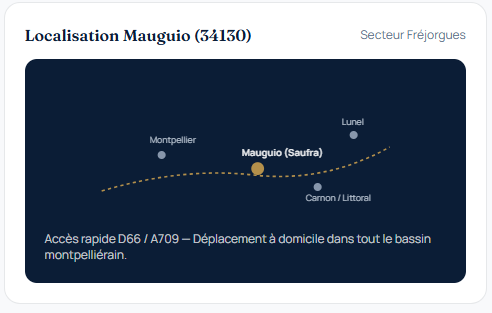 Localisation Mauguio (34130)
Secteur Fréjorgues
Lunel
Montpellier
Mauguio (Saufra)
Carnon / Littoral
Accès rapide D66 / A709 — Déplacement à domicile dans tout le bassin
montpelliérain.